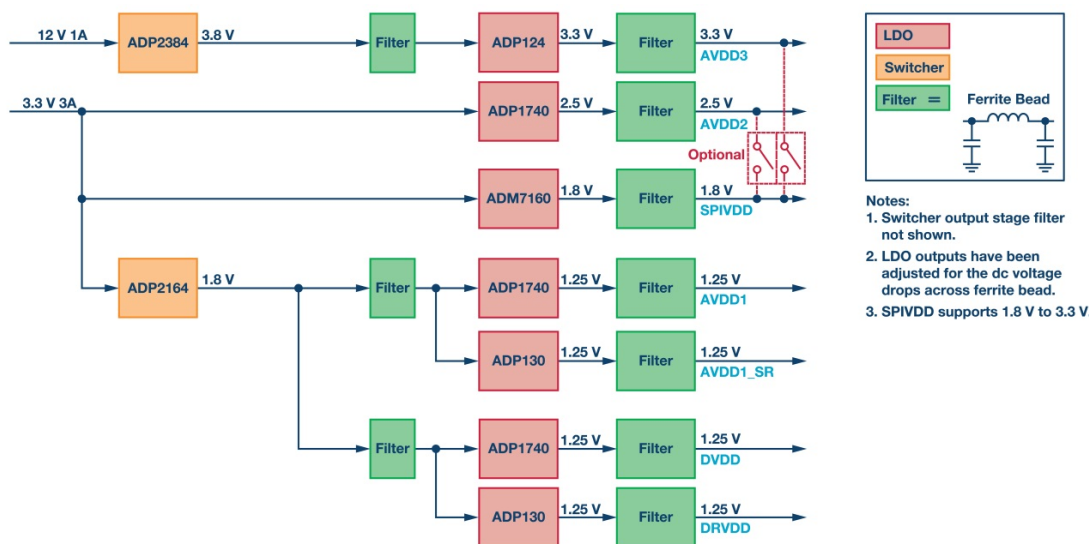 12 V 1A
ADP2384
3.8 V
Filter
ADP124
3.3 V
Filter
3.3 V
AVDD3
3.3 V 3A
ADP1740
2.5 V
Filter
2.5 V
AVDD2
Optional
ADM7160
1.8 V
Filter
1.8 V
SPIVDD
ADP2164
1.8 V
Filter
ADP1740
1.25 V
Filter
1.25 V
AVDD1
ADP130
1.25 V
Filter
1.25 V
AVDD1_SR
Filter
ADP1740
1.25 V
Filter
1.25 V
DVDD
ADP130
1.25 V
Filter
1.25 V
DRVDD
LDO
Switcher
Filter =
Ferrite Bead
Notes:
1. Switcher output stage filter
not shown.
2. LDO outputs have been
adjusted for the dc voltage
drops across ferrite bead.
3. SPIVDD supports 1.8 V to 3.3 V.